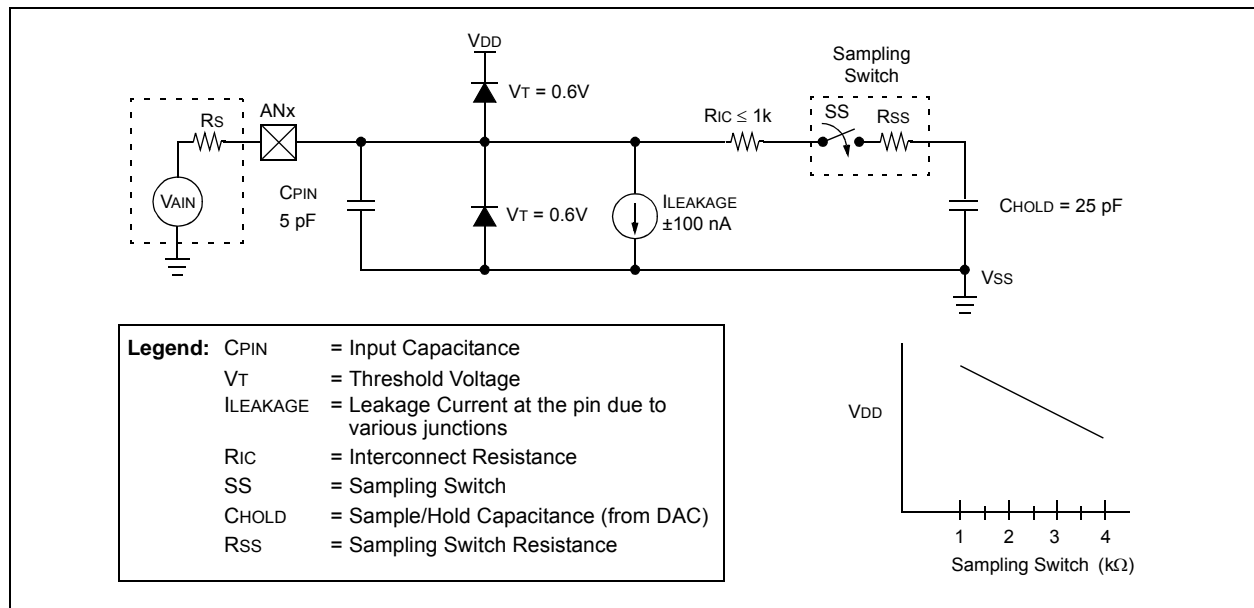 VDD
Sampling
Switch
VT = 0.6V
ANx
RS
RIC ≤ 1k
SS
RSS
VAIN
CPIN
5 pF
VT = 0.6V
ILEAKAGE
±100 nA
CHOLD = 25 pF
VSS
Legend: CPIN = Input Capacitance
VT = Threshold Voltage
ILEAKAGE = Leakage Current at the pin due to
various junctions
RIC = Interconnect Resistance
SS = Sampling Switch
CHOLD = Sample/Hold Capacitance (from DAC)
RSS = Sampling Switch Resistance
VDD
1 2 3 4
Sampling Switch (kΩ)